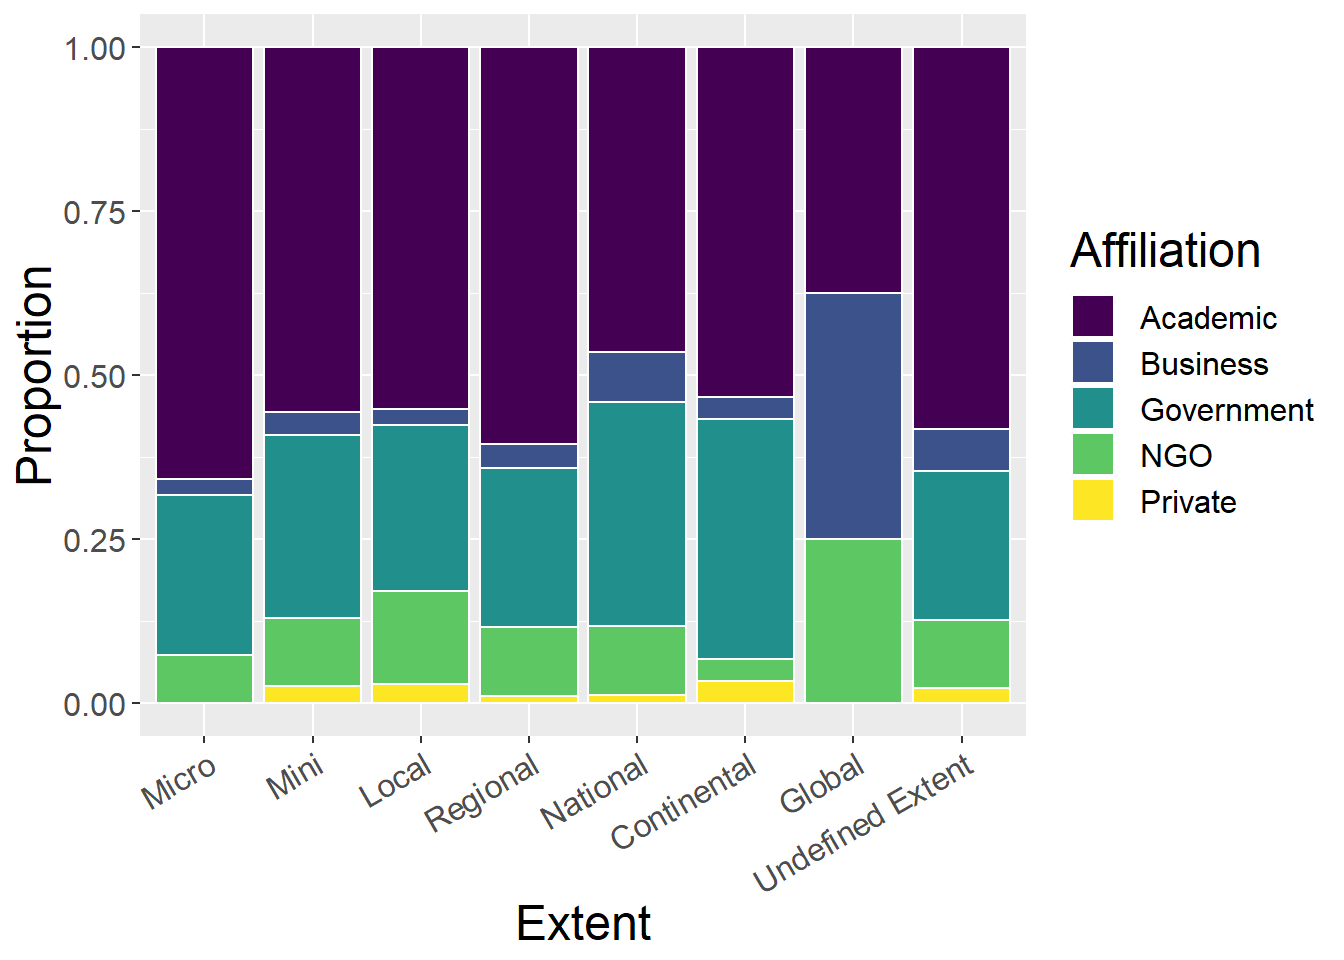 Proportion
1.00
0.75
0.50
0.25
0.00
Micro
Mini
Local
Regional
National
Continental
Global
Undefined Extent
Extent
Affiliation
Academic
Business
Government
NGO
Private